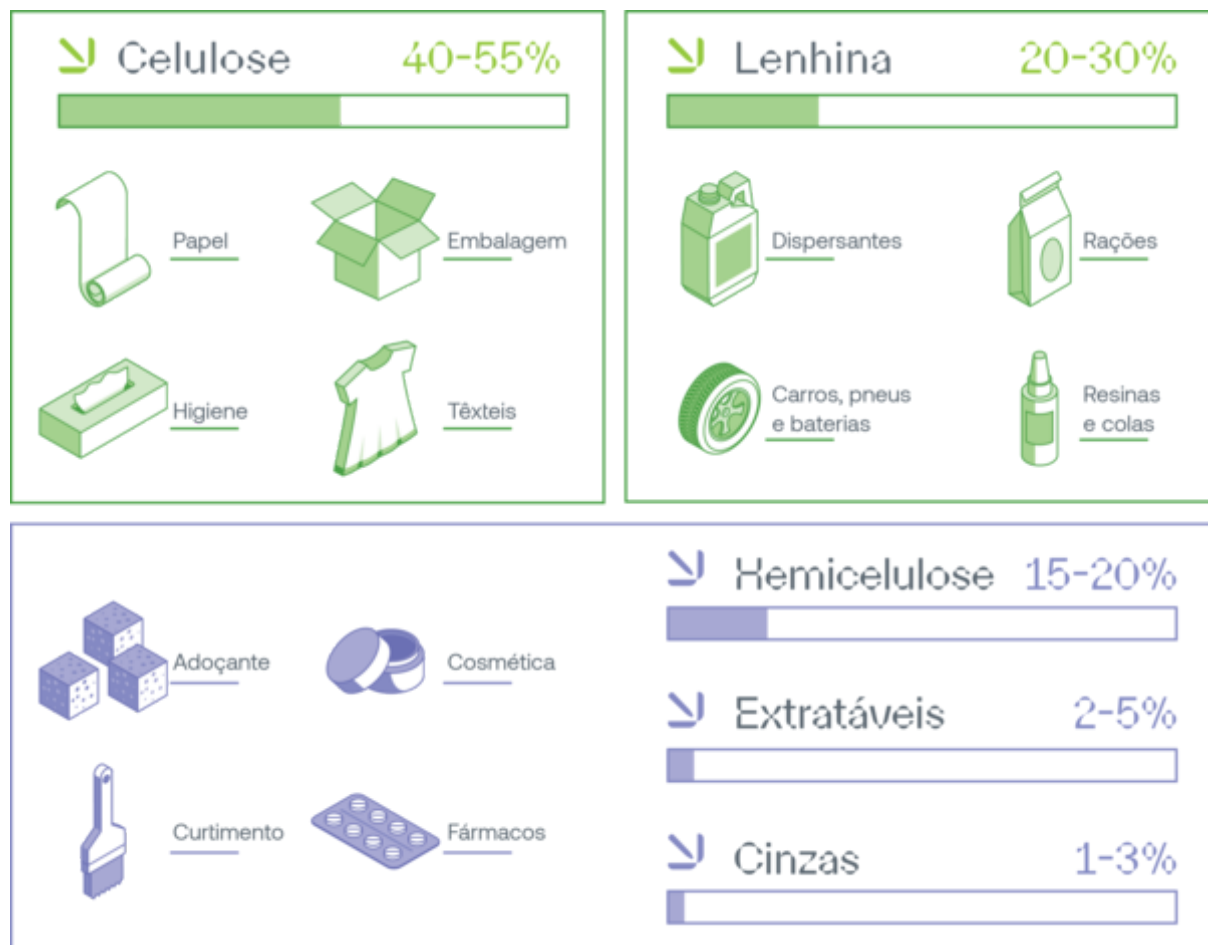 Celulose 40-55%
Papel
Embalagem
Higiene
Têxteis
Lenhina 20-30%
Dispersantes
Rações
Carros, pneus
e baterias
Resinas
e colas
Adoçante
Cosmética
Curtimento
Fármacos
Hemicelulose 15-20%
Extratáveis 2-5%
Cinzas 1-3%